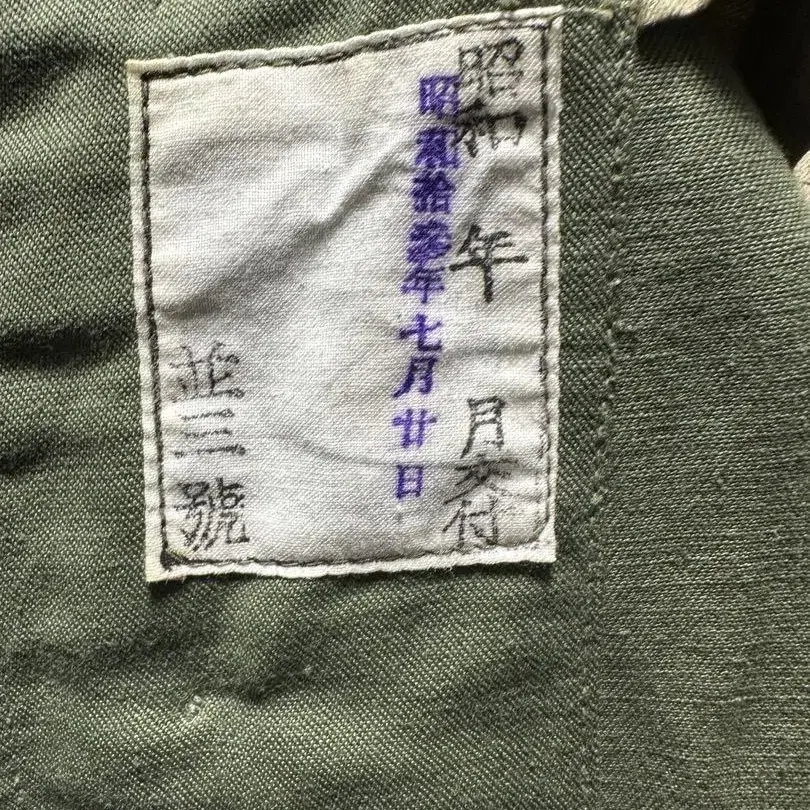 昭和 年 月交付
昭和拾參年七月廿日
並三號